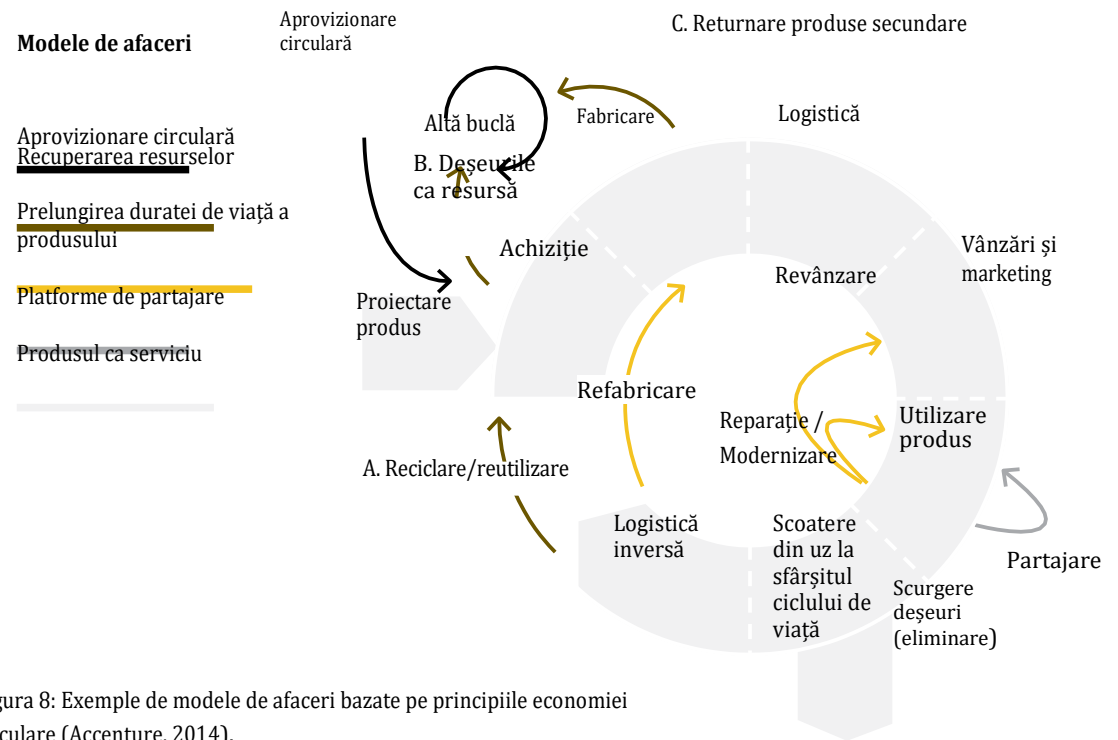 Modele de afaceri
Aprovizionare circulară
Recuperarea resurselor
Prelungirea duratei de viață a
produsului
Platforme de partajare
Produsul ca serviciu
Aprovizionare
circulară
C. Returnare produse secundare
Altă buclă
B. Deșeurile
ca resursă
Fabricare
Logistică
Achiziție
Revânzare
Vânzări și
marketing
Proiectare
produs
Refabricare
Reparație /
Modernizare
Utilizare
produs
A. Reciclare/reutilizare
Logistică
inversă
Scoatere
din uz la
sfârșitul
ciclului de
viață
Partajare
Scurgere
deșeuri
(eliminare)
gura 8: Exemple de modele de afaceri bazate pe principiile economiei
culare (Accenture, 2014).